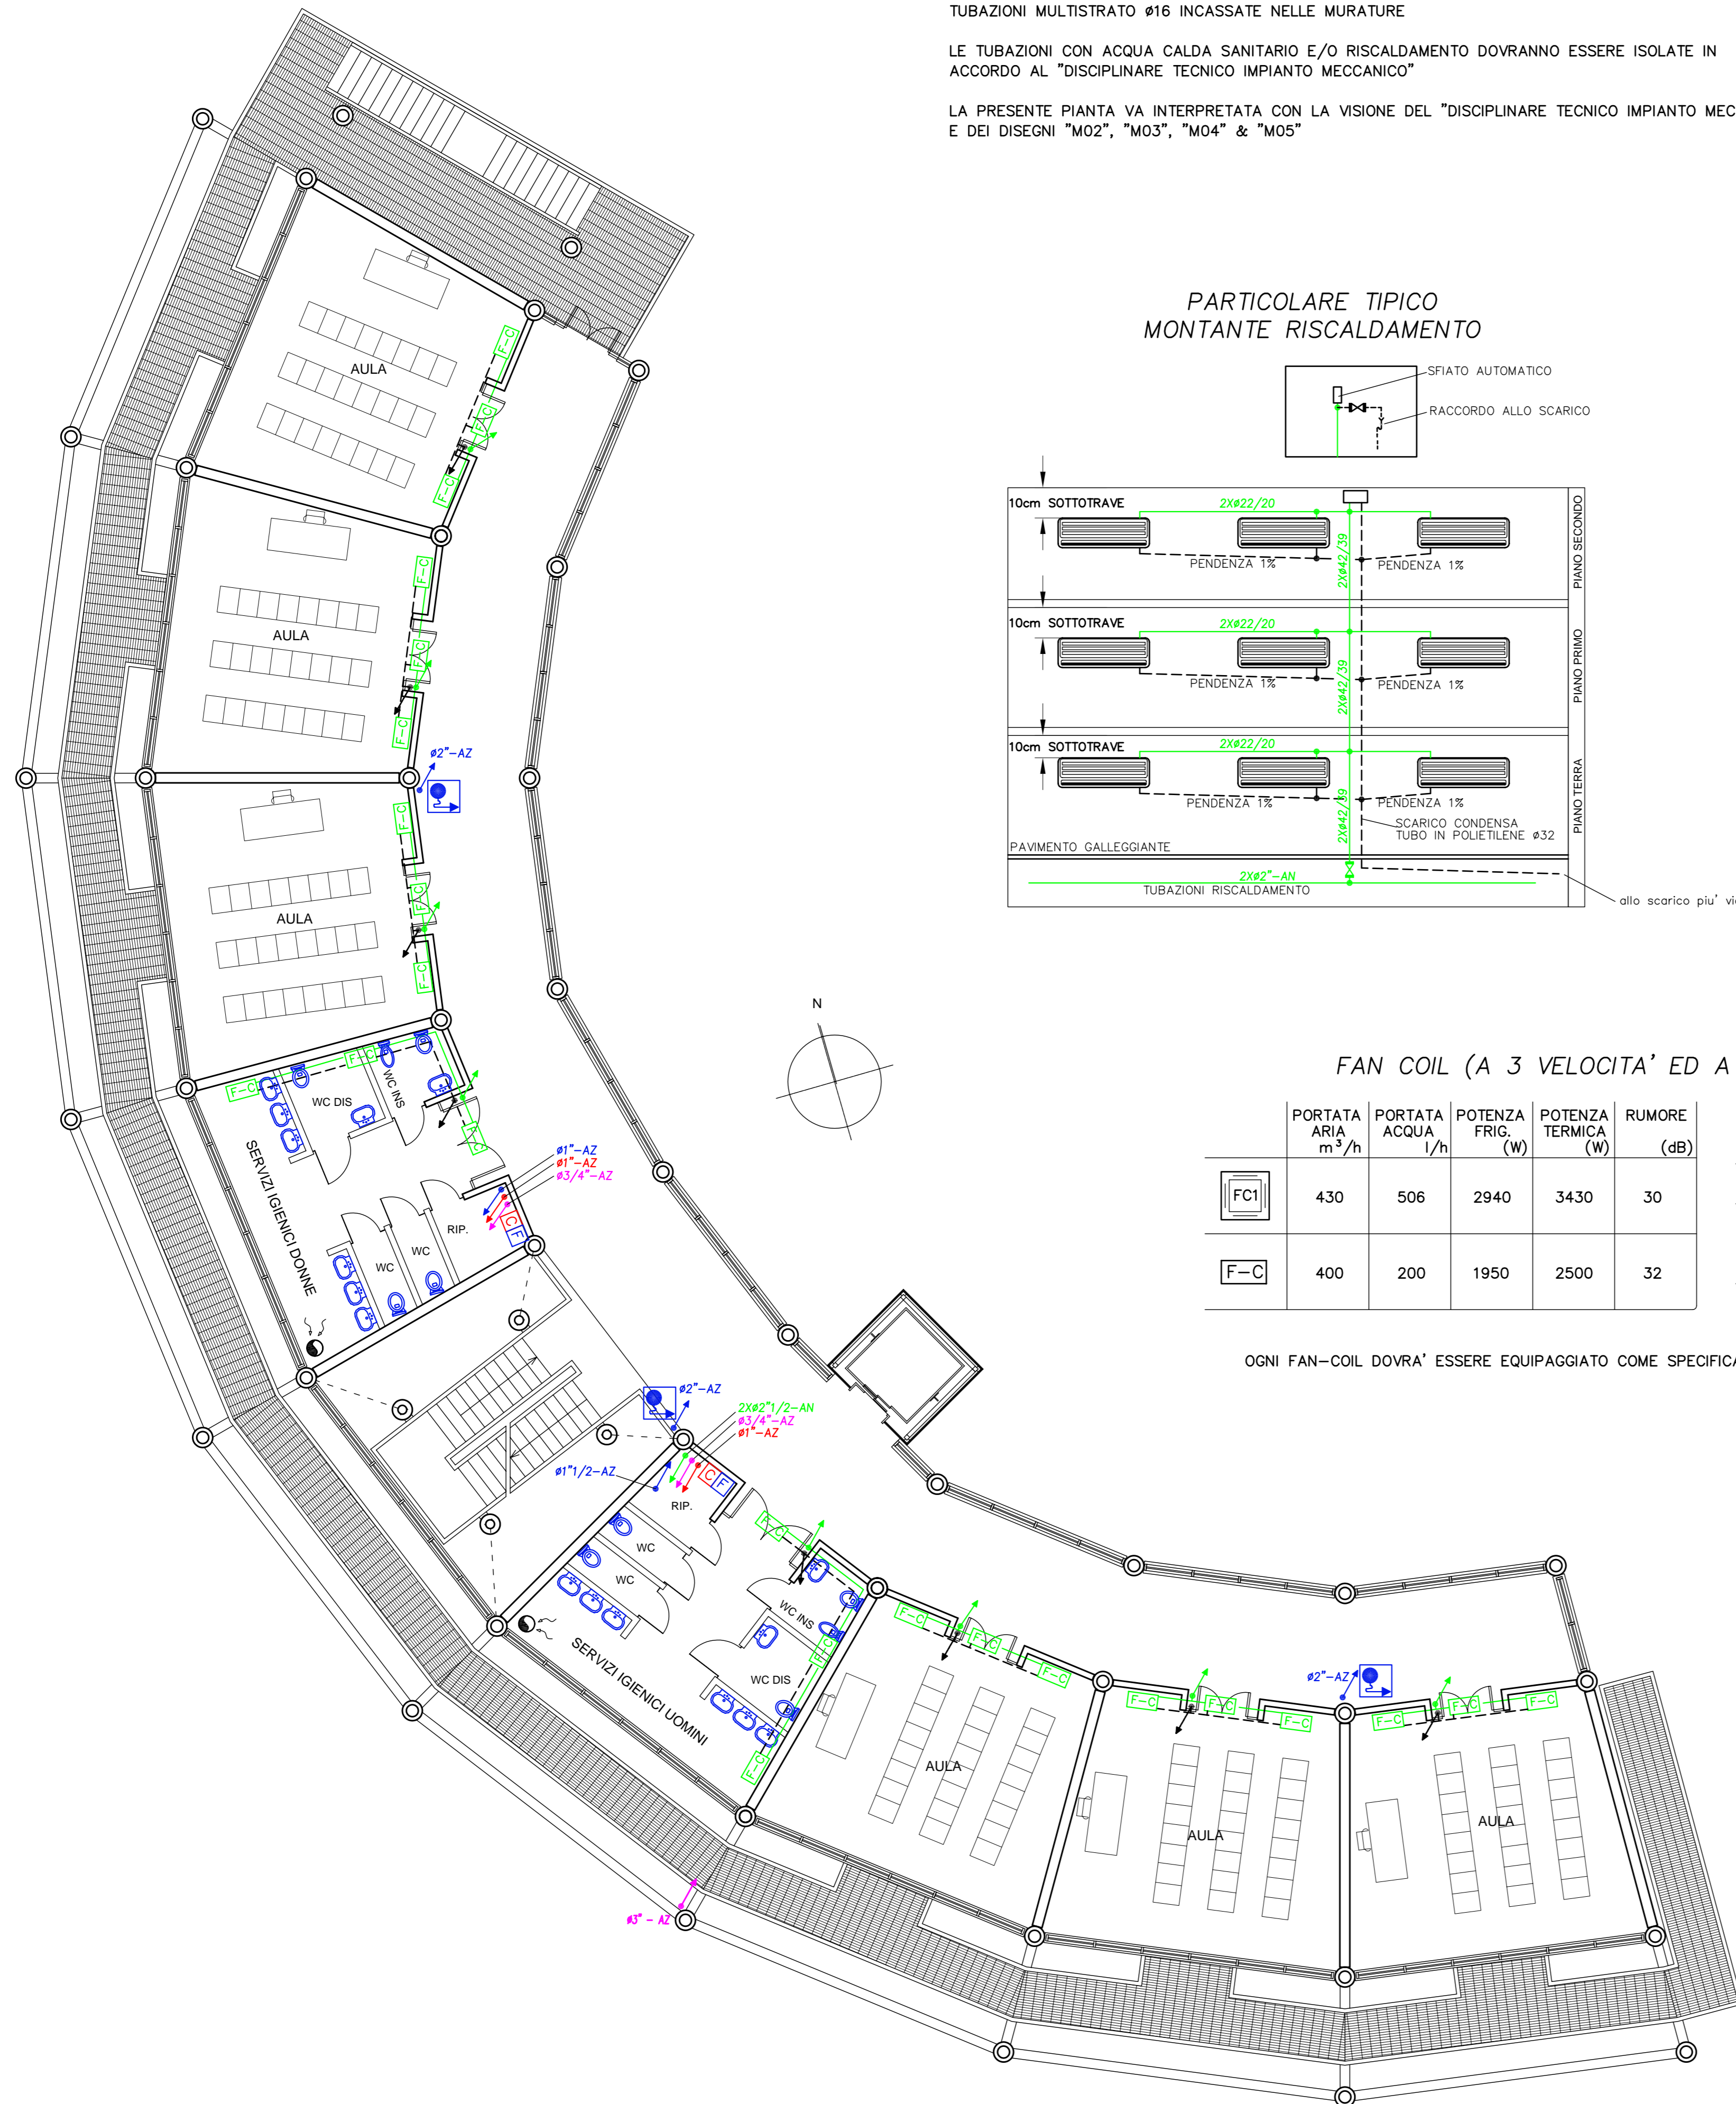 TUBAZIONI MULTISTRATO ø16 INCASSATE NELLE MURATURE
LE TUBAZIONI CON ACQUA CALDA SANITARIO E/O RISCALDAMENTO DOVRANNO ESSERE ISOLATE IN
ACCORDO AL "DISCIPLINARE TECNICO IMPIANTO MECCANICO"
LA PRESENTE PIANTA VA INTERPRETATA CON LA VISIONE DEL "DISCIPLINARE TECNICO IMPIANTO MEC
E DEI DISEGNI "M02", "M03", "M04" & "M05"
PARTICOLARE TIPICO
MONTANTE RISCALDAMENTO
SFIATO AUTOMATICO
RACCORDO ALLO SCARICO
10cm SOTTOTRAVE
2Xø22/20
2Xø42/39
PENDENZA 1%
PENDENZA 1%
PIANO SECONDO
10cm SOTTOTRAVE
2Xø22/20
2Xø42/39
PENDENZA 1%
PENDENZA 1%
PIANO PRIMO
10cm SOTTOTRAVE
2Xø22/20
2Xø42/39
PENDENZA 1%
PENDENZA 1%
PIANO TERRA
SCARICO CONDENSA
TUBO IN POLIETILENE ø32
PAVIMENTO GALLEGGIANTE
2Xø2"-AN
TUBAZIONI RISCALDAMENTO
allo scarico piu' vi
N
FAN COIL (A 3 VELOCITA' ED A
PORTATA ARIA m³/h
PORTATA ACQUA l/h
POTENZA FRIG. (W)
POTENZA TERMICA (W)
RUMORE (dB)
FC1 430 506 2940 3430 30
F-C 400 200 1950 2500 32
OGNI FAN-COIL DOVRA' ESSERE EQUIPAGGIATO COME SPECIFICA
F-C
F-C
F-C
AULA
F-C
F-C
F-C
AULA
ø2"-AZ
F-C
F-C
F-C
AULA
F-C
F-C
WC DIS
WC INS
F-C
SERVIZI IGIENICI DONNE
ø1"-AZ
ø1"-AZ
ø3/4"-AZ
C F
RIP.
WC
WC
ø2"-AZ
2Xø2"1/2-AN
ø3/4"-AZ
ø1"-AZ
ø1"1/2-AZ
C F
RIP.
WC
WC
F-C
WC INS
F-C
WC DIS
F-C
SERVIZI IGIENICI UOMINI
F-C
F-C
F-C
AULA
F-C
F-C
F-C
AULA
ø2"-AZ
F-C
F-C
F-C
AULA
ø3" - AZ